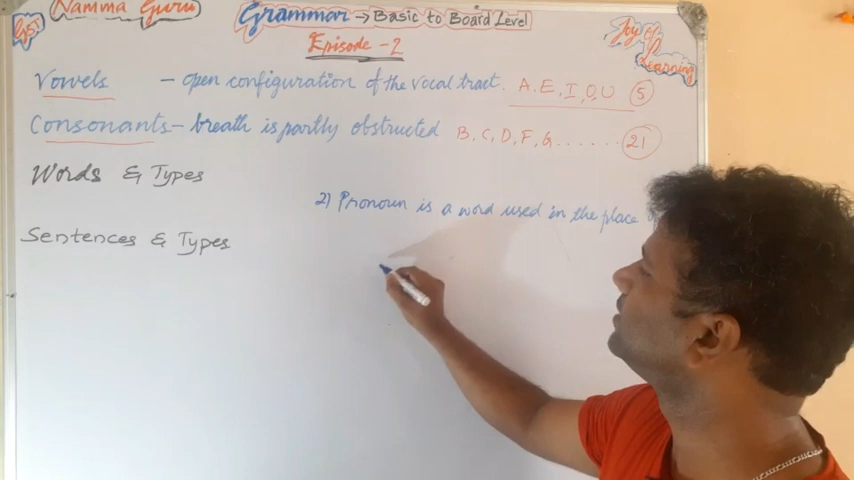 GST
Namma Guru
Grammar → Basic to Board Level
Joy of Learning
Episode - 2
Vowels - open configuration of the vocal tract. A, E, I, O, U 5
Consonants - breath is partly obstructed B, C, D, F, G....... 21
Words & Types
2) Pronoun is a word used in the place
Sentences & Types